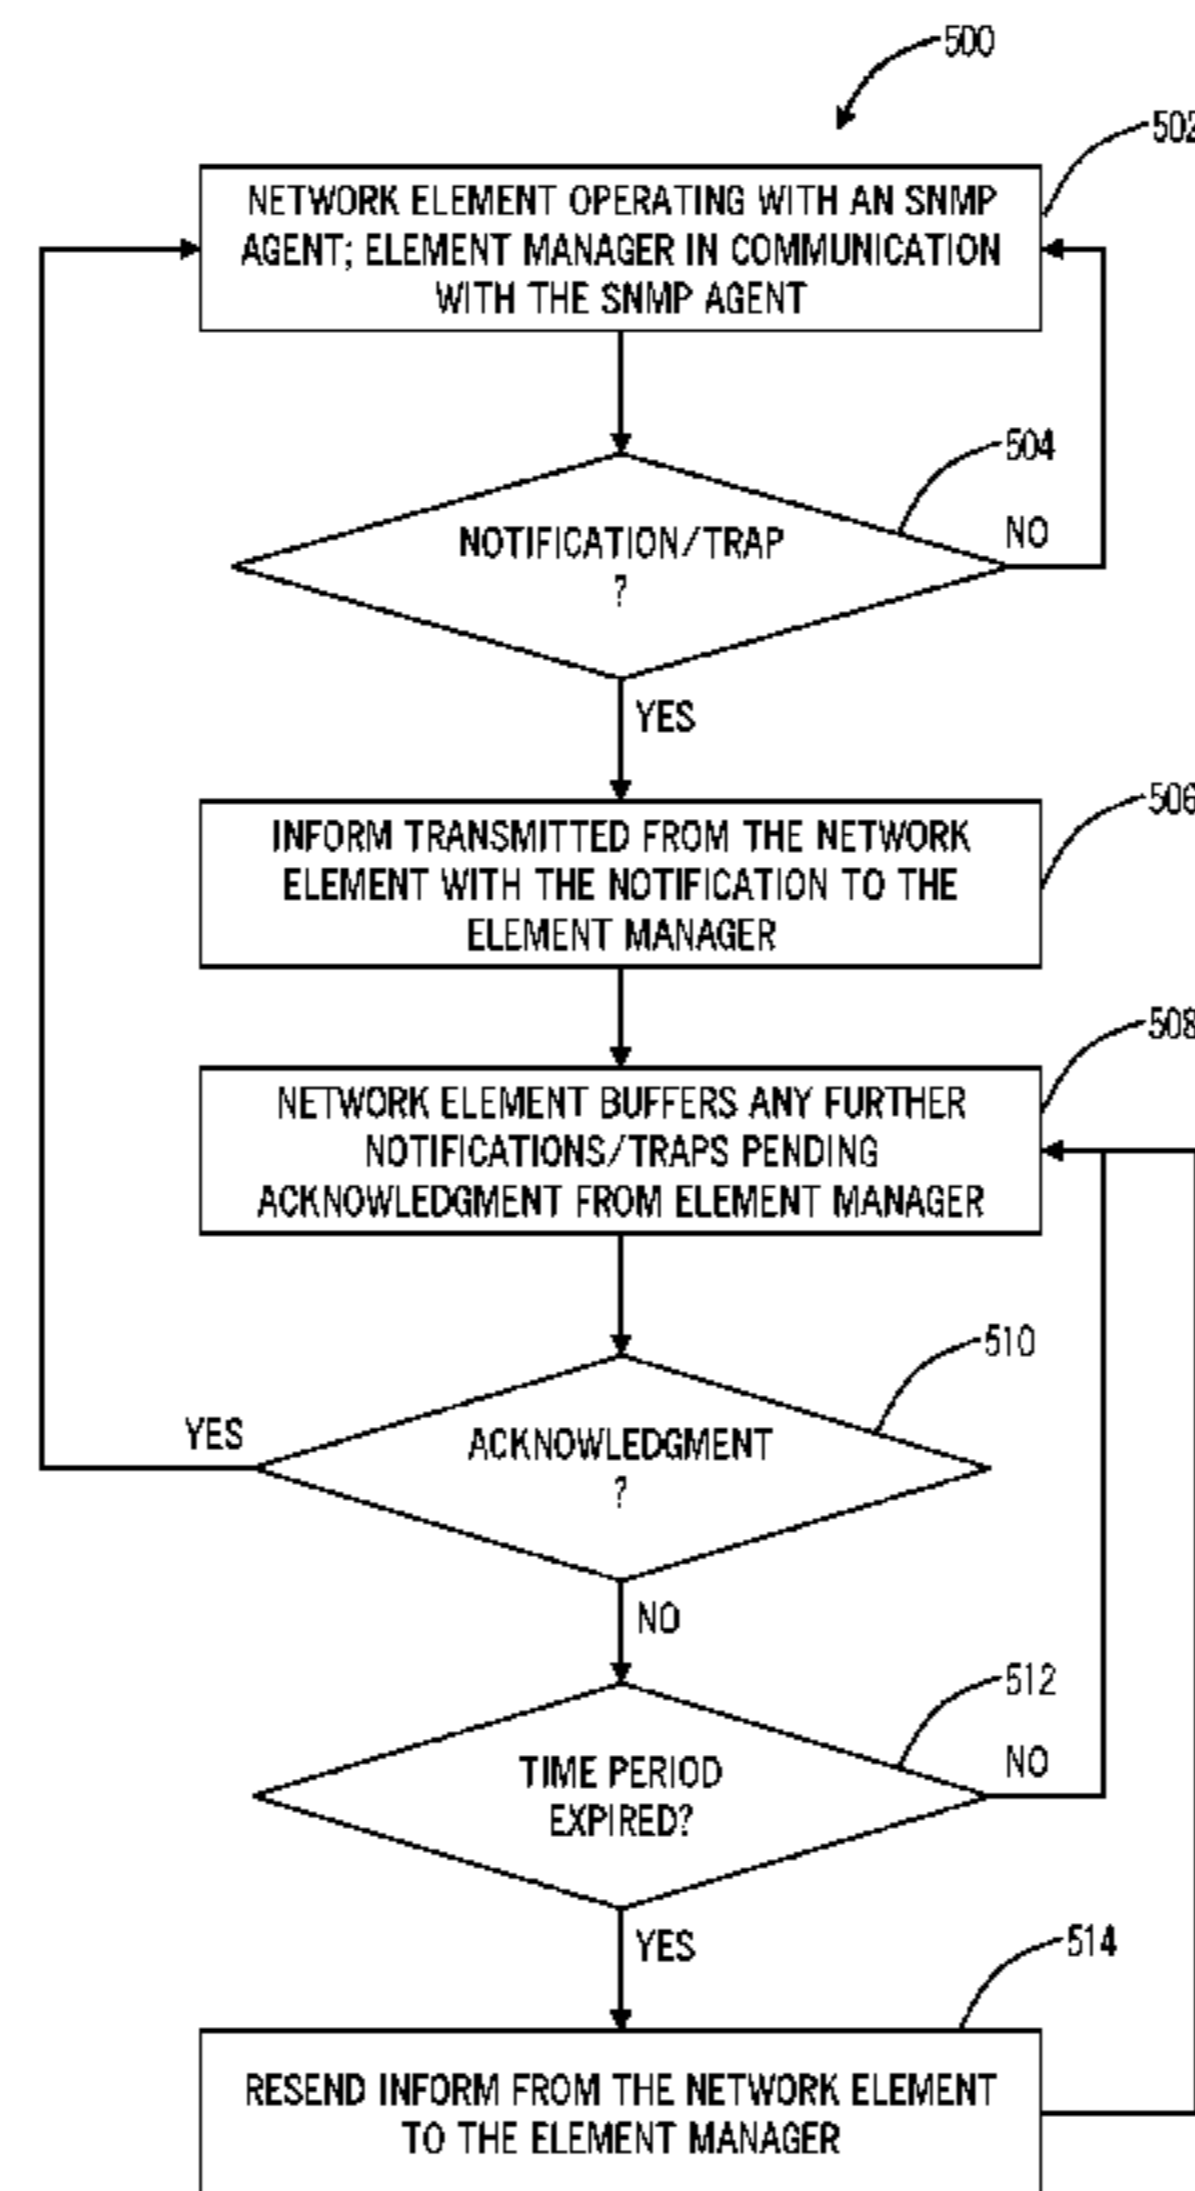 500
502
NETWORK ELEMENT OPERATING WITH AN SNMP
AGENT; ELEMENT MANAGER IN COMMUNICATION
WITH THE SNMP AGENT
504
NOTIFICATION/TRAP
?
NO
YES
506
INFORM TRANSMITTED FROM THE NETWORK
ELEMENT WITH THE NOTIFICATION TO THE
ELEMENT MANAGER
508
NETWORK ELEMENT BUFFERS ANY FURTHER
NOTIFICATIONS/TRAPS PENDING
ACKNOWLEDGMENT FROM ELEMENT MANAGER
510
YES
ACKNOWLEDGMENT
?
NO
512
TIME PERIOD
EXPIRED?
NO
YES
514
RESEND INFORM FROM THE NETWORK ELEMENT
TO THE ELEMENT MANAGER